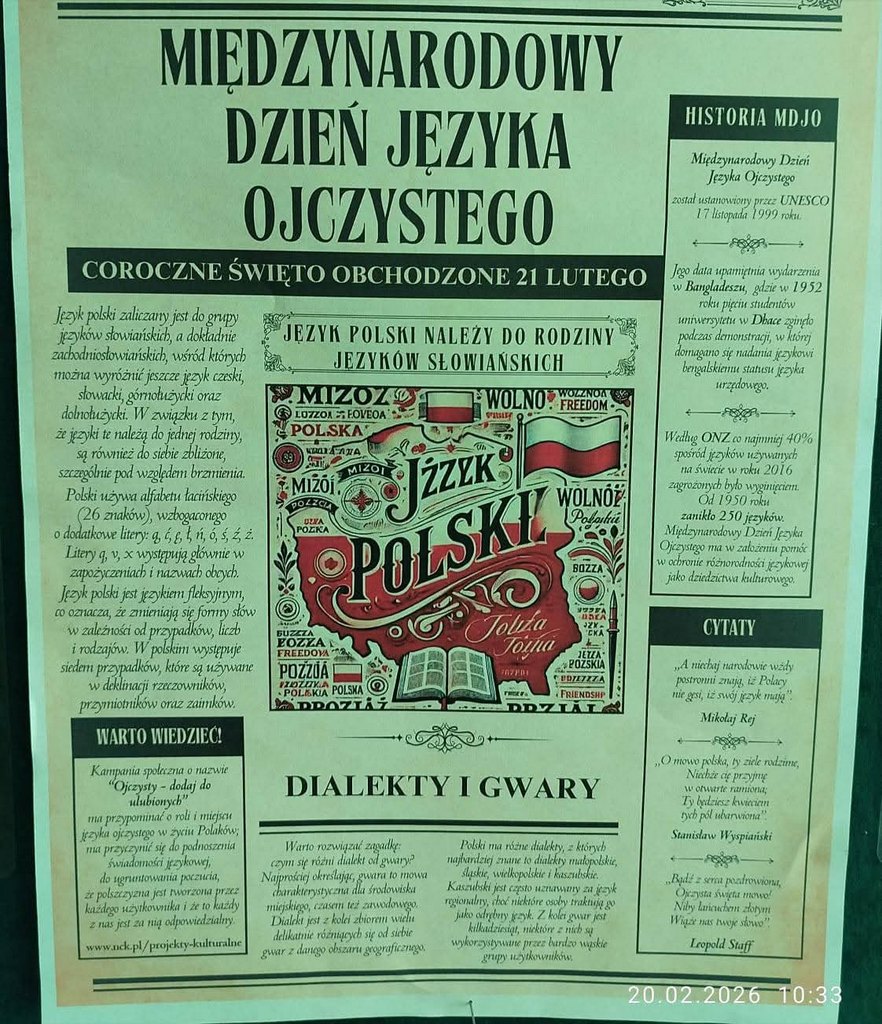 MIĘDZYNARODOWY
DZIEŃ JĘZYKA
OJCZYSTEGO
COROCZNE ŚWIĘTO OBCHODZONE 21 LUTEGO
Język polski zaliczany jest do grupy
języków słowiańskich, a dokładnie
zachodniosłowiańskich, wśród których
można wyróżnić jeszcze język czeski,
słowacki, górnołużycki oraz
dolnołużycki. W związku z tym,
że języki te należą do jednej rodziny,
są również do siebie zbliżone,
szczególnie pod względem brzmienia.
Polski używa alfabetu łacińskiego
(26 znaków), wzbogaconego
o dodatkowe litery: ą, ć, ę, ł, ń, ó, ś, ź, ż.
Litery q, v, x występują głównie w
zapożyczeniach i nazwach obcych.
Język polski jest językiem fleksyjnym,
co oznacza, że zmieniają się formy słów
w zależności od przypadków, liczb
i rodzajów. W polskim występuje
siedem przypadków, które są używane
w deklinacji rzeczowników,
przymiotników oraz zaimków.
WARTO WIEDZIEĆ!
Kampania społeczna o nazwie
"Ojczysty – dodaj do
ulubionych"
ma przypominać o roli i miejscu
języka ojczystego w życiu Polaków;
ma przyczynić się do podnoszenia
świadomości językowej,
do ugruntowania poczucia,
że polszczyzna jest tworzona przez
każdego użytkownika i że to każdy
z nas jest za nią odpowiedzialny.
www.nck.pl/projekty-kulturalne
JĘZYK POLSKI NALEŻY DO RODZINY
JĘZYKÓW SŁOWIAŃSKICH
MIZOZ
WOLNO
FREEDOM
POLSKA
MIZOI
JZZYK
MIZÓI
WOLNÓŹ
POLSKI
BOZZA
BUZZZA
BOZZA
FREEDOM
POLSKA
FRIENDSHIP
DIALEKTY I GWARY
Warto rozwiązać zagadkę:
czym się różni dialekt od gwary?
Najprościej określając, gwara to mowa
charakterystyczna dla środowiska
miejskiego, czasem też zawodowego.
Dialekt jest z kolei zbiorem wielu
delikatnie różniących się od siebie
gwar z danego obszaru geograficznego.
Polski ma różne dialekty, z których
najbardziej znane to dialekty małopolskie,
śląskie, wielkopolskie i kaszubskie.
Kaszubski jest często uznawany za język
regionalny, choć niektóre osoby traktują go
jako odrębny język. Z kolei gwar jest
kilkadziesiąt, niektóre z nich są
wykorzystywane przez bardzo wąskie
grupy użytkowników.
HISTORIA MDJO
Międzynarodowy Dzień
Języka Ojczystego
został ustanowiony przez UNESCO
17 listopada 1999 roku.
Jego data upamiętnia wydarzenia
w Bangladeszu, gdzie w 1952
roku pięciu studentów
uniwersytetu w Dhace zginęło
podczas demonstracji, w której
domagano się nadania językowi
bengalskiemu statusu języka
urzędowego.
Według ONZ co najmniej 40%
spośród języków używanych
na świecie w roku 2016
zagrożonych było wyginięciem.
Od 1950 roku
zanikło 250 języków.
Międzynarodowy Dzień Języka
Ojczystego ma w założeniu pomóc
w ochronie różnorodności językowej
jako dziedzictwa kulturowego.
CYTATY
„A niechaj narodowie wżdy
postronni znają, iż Polacy
nie gęsi, iż swój język mają”.
Mikołaj Rej
„O mowo polska, ty ziele rodzime,
Niechże cię przyjmę
w otwarte ramiona;
Ty będziesz kwieciem
tych pól ubarwiona”.
Stanisław Wyspiański
„Bądź z serca pozdrowiona,
Ojczysta święta mowo!
Niby łańcuchem złotym
Wiąże nas twoje słowo”.
Leopold Staff
20.02.2026 10:33